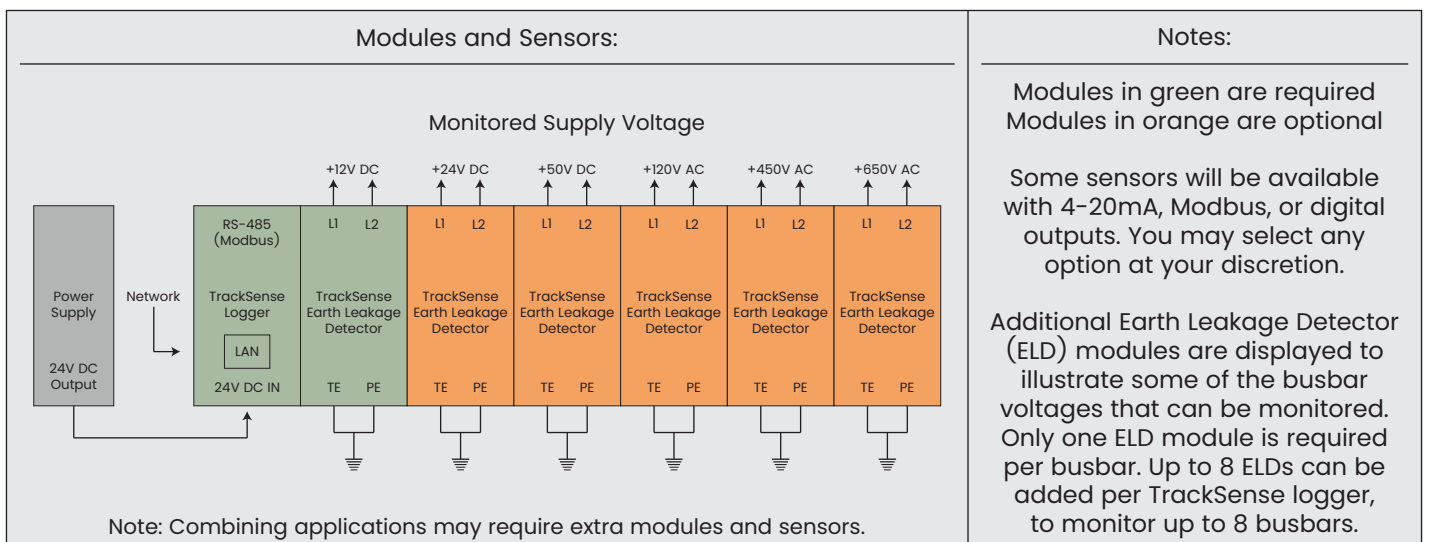 Modules and Sensors:
Monitored Supply Voltage
+12V DC +24V DC +50V DC +120V AC +450V AC +650V AC
RS-485
(Modbus)
L1 L2 L1 L2 L1 L2 L1 L2 L1 L2 L1 L2
Power
Supply
Network
TrackSense
Logger
TrackSense
Earth Leakage
Detector
TrackSense
Earth Leakage
Detector
TrackSense
Earth Leakage
Detector
TrackSense
Earth Leakage
Detector
TrackSense
Earth Leakage
Detector
TrackSense
Earth Leakage
Detector
LAN
24V DC
Output
24V DC IN
TE PE TE PE TE PE TE PE TE PE TE PE
Note: Combining applications may require extra modules and sensors.
Notes:
Modules in green are required
Modules in orange are optional
Some sensors will be available
with 4-20mA, Modbus, or digital
outputs. You may select any
option at your discretion.
Additional Earth Leakage Detector
(ELD) modules are displayed to
illustrate some of the busbar
voltages that can be monitored.
Only one ELD module is required
per busbar. Up to 8 ELDs can be
added per TrackSense logger,
to monitor up to 8 busbars.